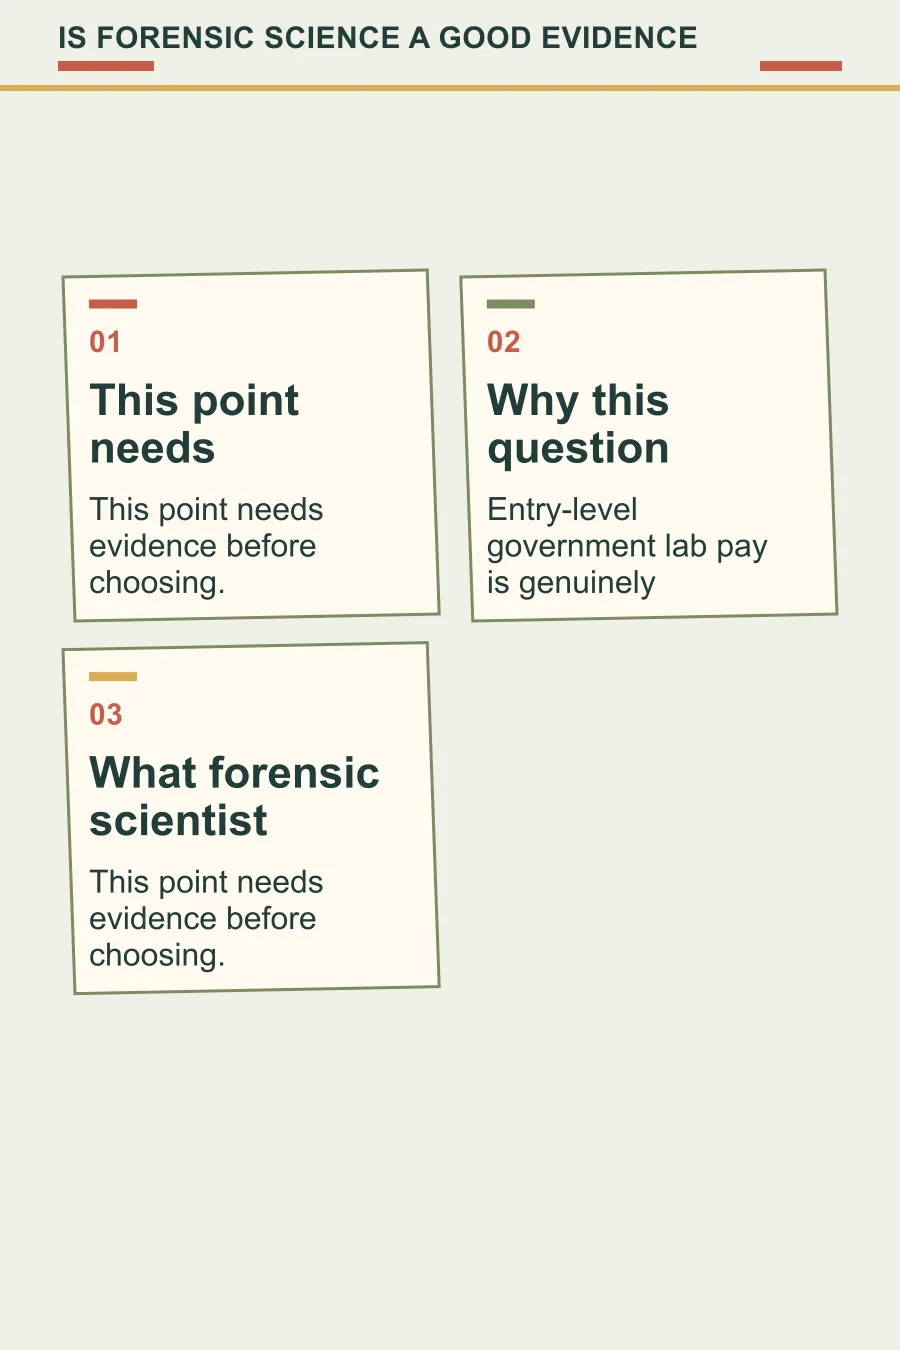 IS FORENSIC SCIENCE A GOOD EVIDENCE
01
This point
needs
This point needs
evidence before
choosing.
02
Why this
question
Entry-level
government lab pay
is genuinely
03
What forensic
scientist
This point needs
evidence before
choosing.